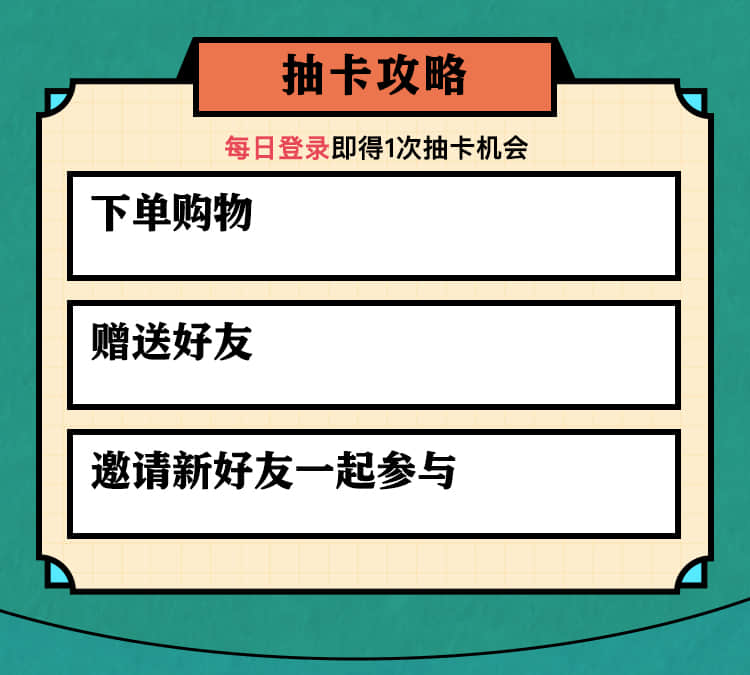 抽卡攻略
每日登录即得1次抽卡机会
下单购物
赠送好友
邀请新好友一起参与